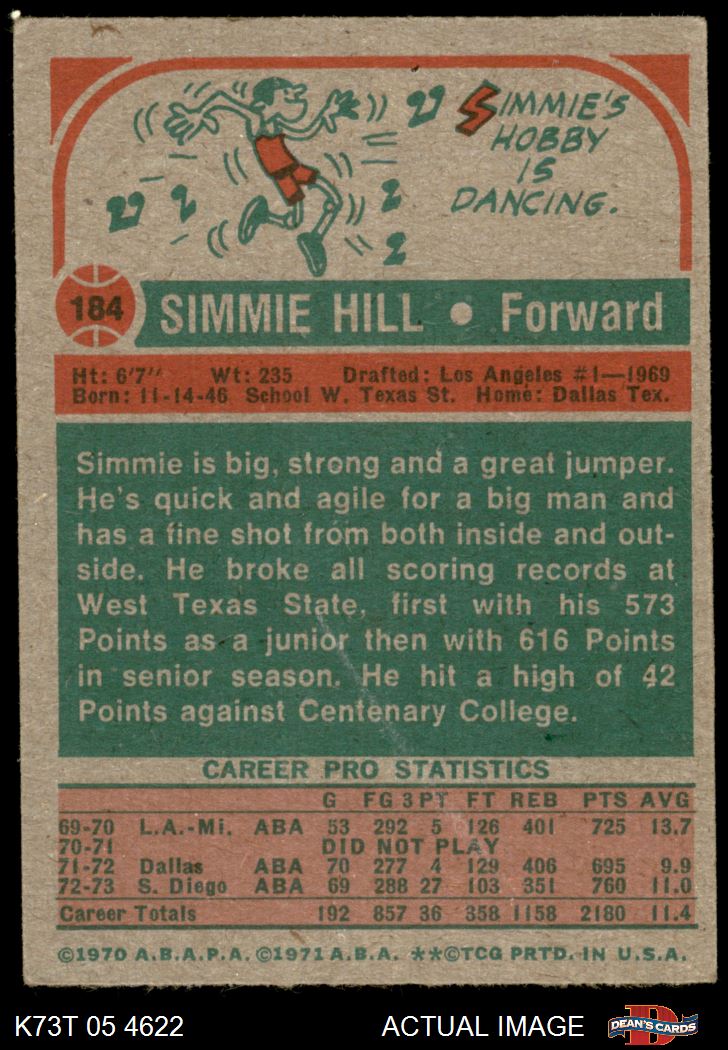 SIMMIE'S
HOBBY
IS
DANCING.
184 SIMMIE HILL • Forward
Ht: 6'7" Wt: 235 Drafted: Los Angeles #1—1969
Born: 11-14-46 School W. Texas St. Home: Dallas Tex.
Simmie is big, strong and a great jumper.
He's quick and agile for a big man and
has a fine shot from both inside and out-
side. He broke all scoring records at
West Texas State, first with his 573
Points as a junior then with 616 Points
in senior season. He hit a high of 42
Points against Centenary College.
CAREER PRO STATISTICS
G FG 3PT FT REB PTS AVG
69-70 L.A.-Mi. ABA 53 292 5 126 401 725 13.7
70-71 DID NOT PLAY
71-72 Dallas ABA 70 277 4 129 406 695 9.9
72-73 S. Diego ABA 69 288 27 103 351 760 11.0
Career Totals 192 857 36 358 1158 2180 11.4
©1970 A.B.A.P.A. ©1971 A.B.A. **©TCG PRTD. IN U.S.A.
K73T 05 4622 ACTUAL IMAGE D DEAN'S CARDS